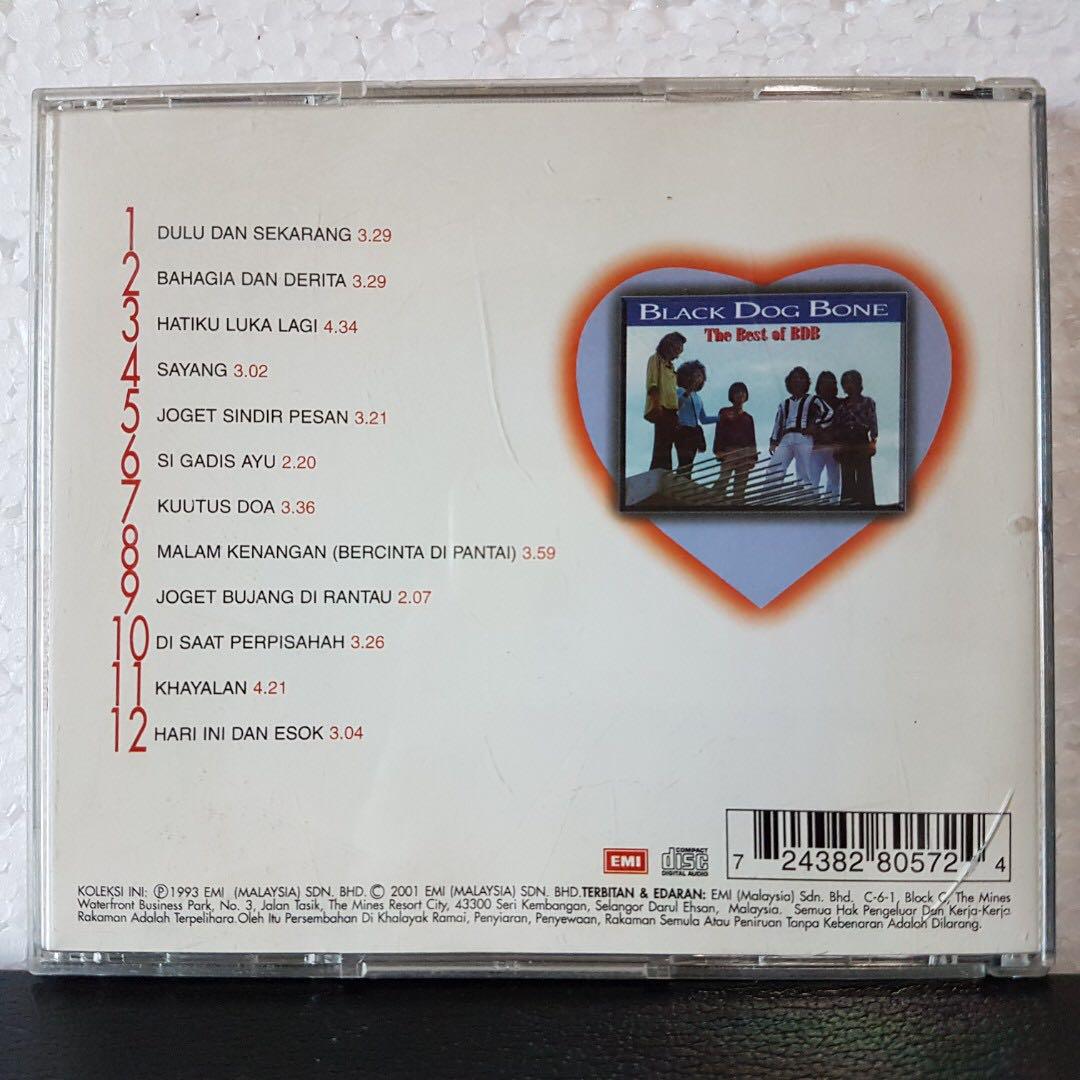 1 DULU DAN SEKARANG 3.29
2 BAHAGIA DAN DERITA 3.29
3 HATIKU LUKA LAGI 4.34
4 SAYANG 3.02
5 JOGET SINDIR PESAN 3.21
6 SI GADIS AYU 2.20
7 KUUTUS DOA 3.36
8 MALAM KENANGAN (BERCINTA DI PANTAI) 3.59
9 JOGET BUJANG DI RANTAU 2.07
10 DI SAAT PERPISAHAH 3.26
11 KHAYALAN 4.21
12 HARI INI DAN ESOK 3.04
BLACK DOG BONE
The Best of BDB
EMI
COMPACT
disc
DIGITAL AUDIO
7 24382 80572 4
KOLEKSI INI: ℗ 1993 EMI (MALAYSIA) SDN. BHD. © 2001 EMI (MALAYSIA) SDN. BHD.TERBITAN & EDARAN: EMI (Malaysia) Sdn. Bhd. C-6-1, Block C, The Mines
Waterfront Business Park, No. 3, Jalan Tasik, The Mines Resort City, 43300 Seri Kembangan, Selangor Darul Ehsan, Malaysia. Semua Hak Pengeluar Dan Kerja-Kerja
Rakaman Adalah Terpelihara.Oleh Itu Persembahan Di Khalayak Ramai, Penyiaran, Penyewaan, Rakaman Semula Atau Peniruan Tanpa Kebenaran Adalah Dilarang.